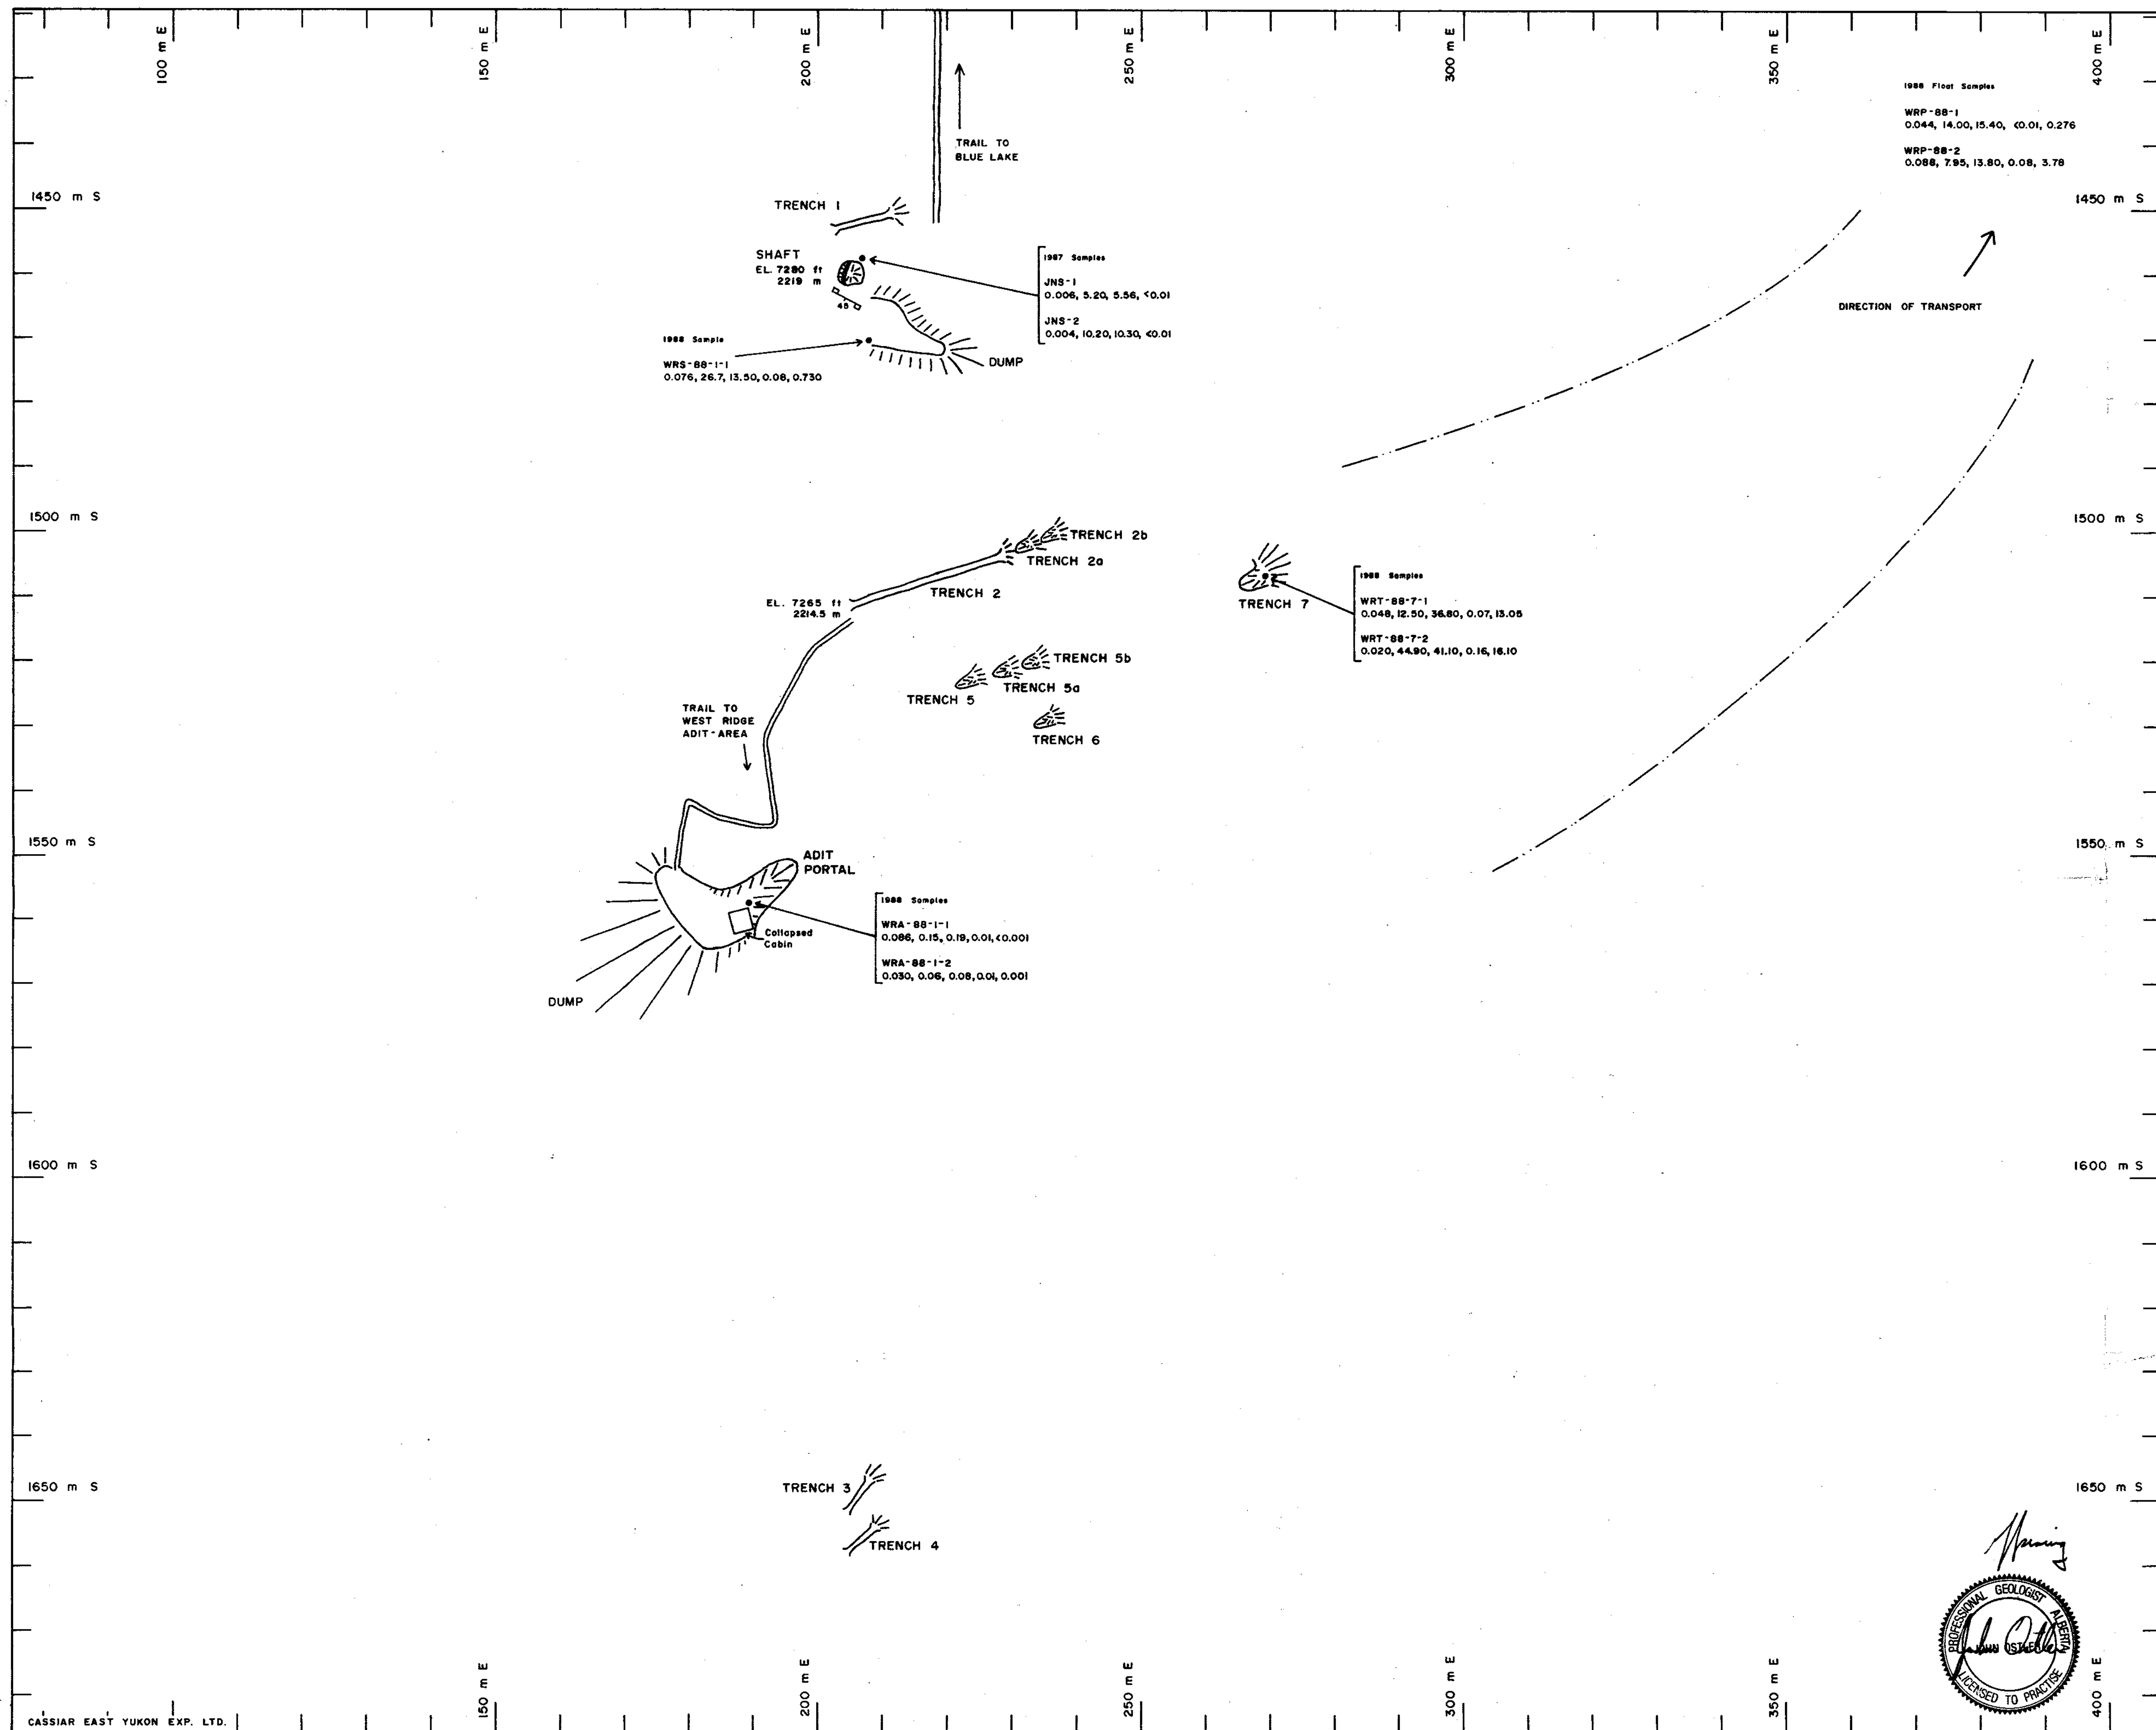 100 m E
150 m E
200 m E
250 m E
300 m E
350 m E
400 m E
1988 Float Samples
WRP-88-1
0.044, 14.00, 15.40, <0.01, 0.276
WRP-88-2
0.088, 7.95, 13.80, 0.08, 3.78
TRAIL TO
BLUE LAKE
1450 m S
1450 m S
TRENCH 1
SHAFT
EL. 7280 ft
2219 m
45
1987 Samples
JNS-1
0.006, 5.20, 5.56, <0.01
JNS-2
0.004, 10.20, 10.30, <0.01
DIRECTION OF TRANSPORT
1988 Sample
WRS-88-1-1
0.076, 26.7, 13.50, 0.08, 0.730
DUMP
1500 m S
1500 m S
TRENCH 2b
TRENCH 2a
TRENCH 2
EL. 7265 ft
2214.5 m
TRENCH 7
1988 Samples
WRT-88-7-1
0.048, 12.50, 36.80, 0.07, 13.05
WRT-88-7-2
0.020, 44.90, 41.10, 0.16, 16.10
TRENCH 5b
TRENCH 5a
TRENCH 5
TRENCH 6
TRAIL TO
WEST RIDGE
ADIT-AREA
1550 m S
1550 m S
ADIT
PORTAL
1988 Samples
WRA-88-1-1
0.086, 0.15, 0.19, 0.01, <0.001
WRA-88-1-2
0.030, 0.06, 0.08, 0.01, 0.001
Collapsed
Cabin
DUMP
1600 m S
1600 m S
1650 m S
1650 m S
TRENCH 3
TRENCH 4
PROFESSIONAL GEOLOGIST ALBERTA
JOHN OSTLER
LICENSED TO PRACTISE
150 m E
200 m E
250 m E
300 m E
350 m E
400 m E
CASSIAR EAST YUKON EXP. LTD.